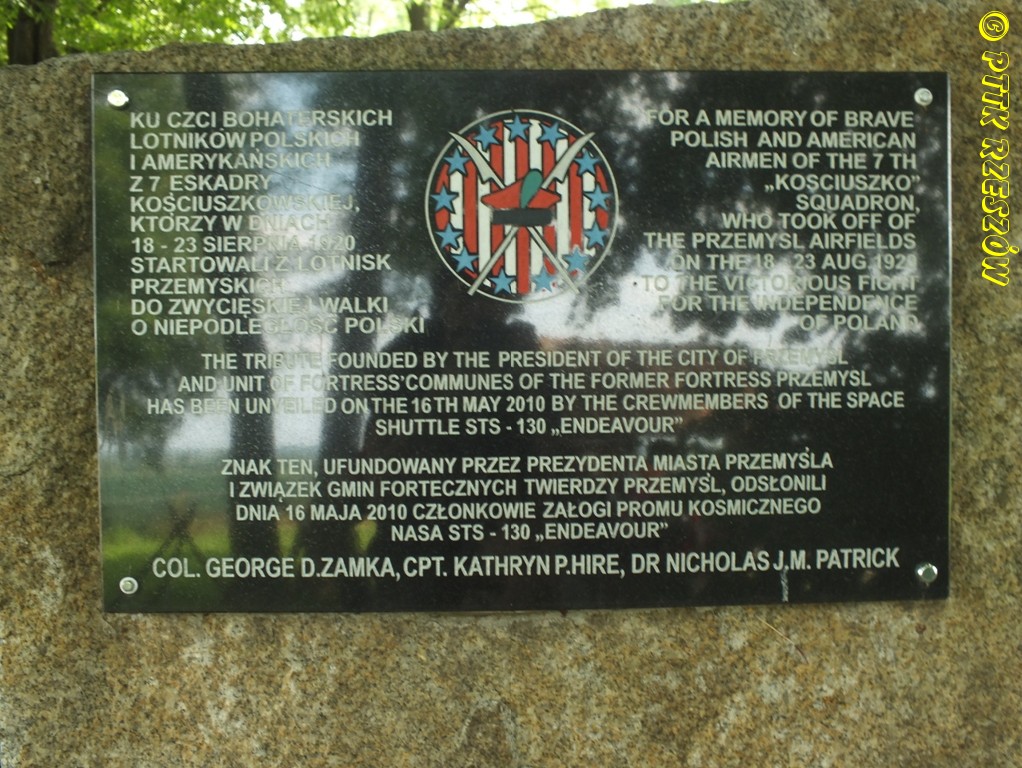 KU CZCI BOHATERSKICH
LOTNIKÓW POLSKICH
I AMERYKAŃSKICH
Z 7 ESKADRY
KOŚCIUSZKOWSKIEJ,
KTÓRZY W DNIACH
18 - 23 SIERPNIA 1920
STARTOWALI Z LOTNISK
PRZEMYSKICH
DO ZWYCIĘSKIEJ WALKI
O NIEPODLEGŁOŚĆ POLSKI
FOR A MEMORY OF BRAVE
POLISH AND AMERICAN
AIRMEN OF THE 7 TH
„KOŚCIUSZKO”
SQUADRON,
WHO TOOK OFF OF
THE PRZEMYŚL AIRFIELDS
ON THE 18 - 23 AUG 1920
TO THE VICTORIOUS FIGHT
FOR THE INDEPENDENCE
OF POLAND
THE TRIBUTE FOUNDED BY THE PRESIDENT OF THE CITY OF PRZEMYŚL
AND UNIT OF FORTRESS'COMMUNES OF THE FORMER FORTRESS PRZEMYŚL
HAS BEEN UNVEILED ON THE 16 TH MAY 2010 BY THE CREWMEMBERS OF THE SPACE
SHUTTLE STS - 130 „ENDEAVOUR”
ZNAK TEN, UFUNDOWANY PRZEZ PREZYDENTA MIASTA PRZEMYŚLA
I ZWIĄZEK GMIN FORTECZNYCH TWIERDZY PRZEMYŚL, ODSŁONILI
DNIA 16 MAJA 2010 CZŁONKOWIE ZAŁOGI PROMU KOSMICZNEGO
NASA STS - 130 „ENDEAVOUR”
COL. GEORGE D.ZAMKA, CPT. KATHRYN P.HIRE, DR NICHOLAS J.M. PATRICK
© PTTK RZESZÓW